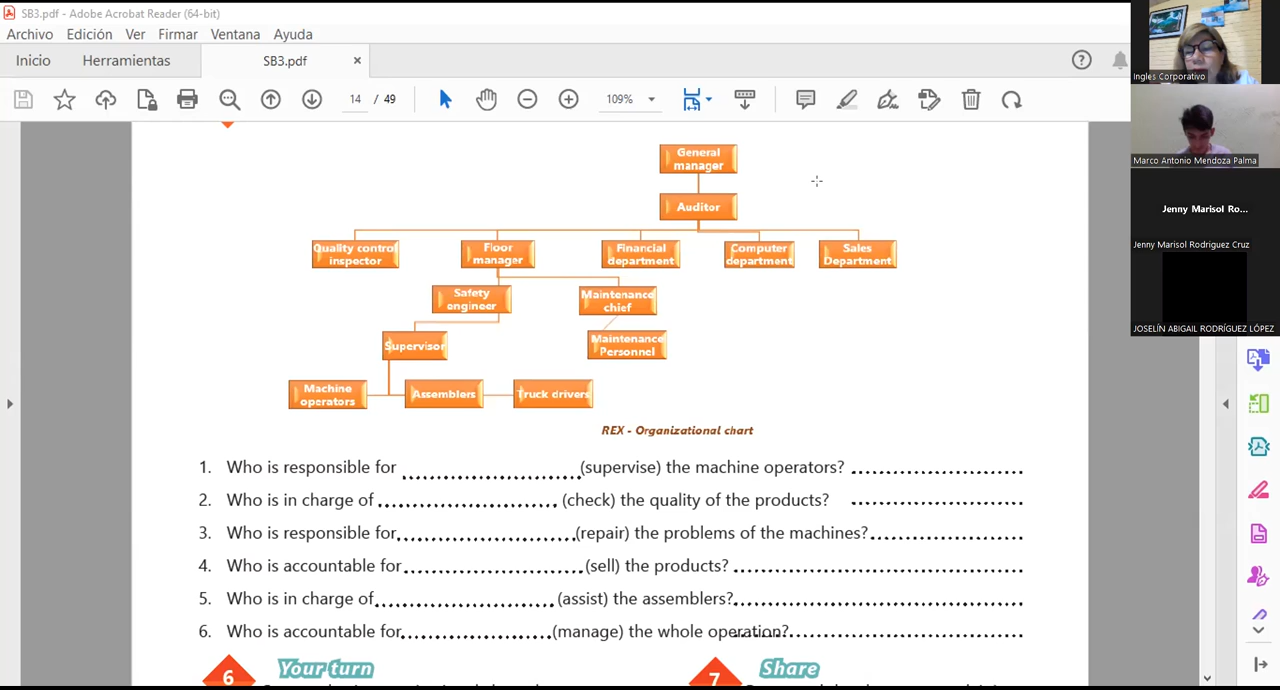 SB3.pdf - Adobe Acrobat Reader (64-bit)
Archivo Edición Ver Firmar Ventana Ayuda
Inicio Herramientas SB3.pdf ×
14 / 49 109%
Ingles Corporativo
Marco Antonio Mendoza Palma
Jenny Marisol Ro...
Jenny Marisol Rodriguez Cruz
JOSELÍN ABIGAIL RODRÍGUEZ LÓPEZ
General
manager
Auditor
Quality control
inspector
Floor
manager
Financial
department
Computer
department
Sales
Department
Safety
engineer
Maintenance
chief
Supervisor
Maintenance
Personnel
Machine
operators
Assemblers
Truck drivers
REX - Organizational chart
1. Who is responsible for ............................... (supervise) the machine operators? ..............................
2. Who is in charge of ............................... (check) the quality of the products? ..............................
3. Who is responsible for............................... (repair) the problems of the machines?...........................
4. Who is accountable for............................... (sell) the products? ..................................................
5. Who is in charge of............................... (assist) the assemblers?..................................................
6. Who is accountable for.......................... (manage) the whole operation?........................................
6 Your turn
7 Share